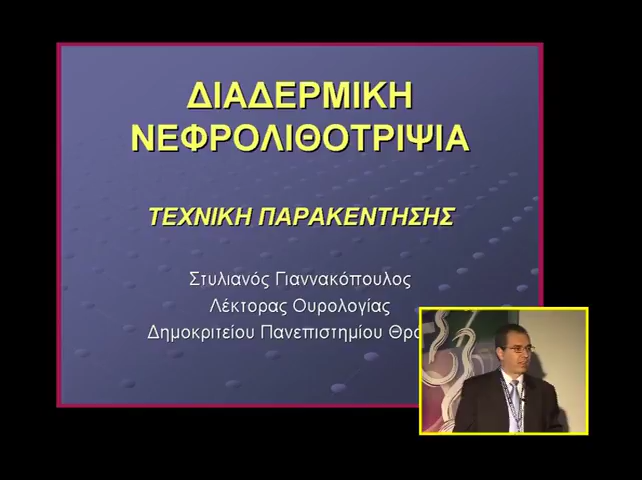 ΔΙΑΔΕΡΜΙΚΗ
ΝΕΦΡΟΛΙΘΟΤΡΙΨΙΑ
ΤΕΧΝΙΚΗ ΠΑΡΑΚΕΝΤΗΣΗΣ
Στυλιανός Γιαννακόπουλος
Λέκτορας Ουρολογίας
Δημοκριτείου Πανεπιστημίου